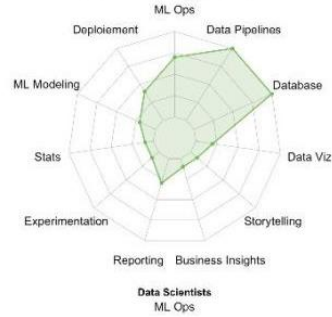 ML Ops
Deploiement
Data Pipelines
ML Modeling
Database
Stats
Data Viz
Experimentation
Storytelling
Reporting
Business Insights
Data Scientists
ML Ops